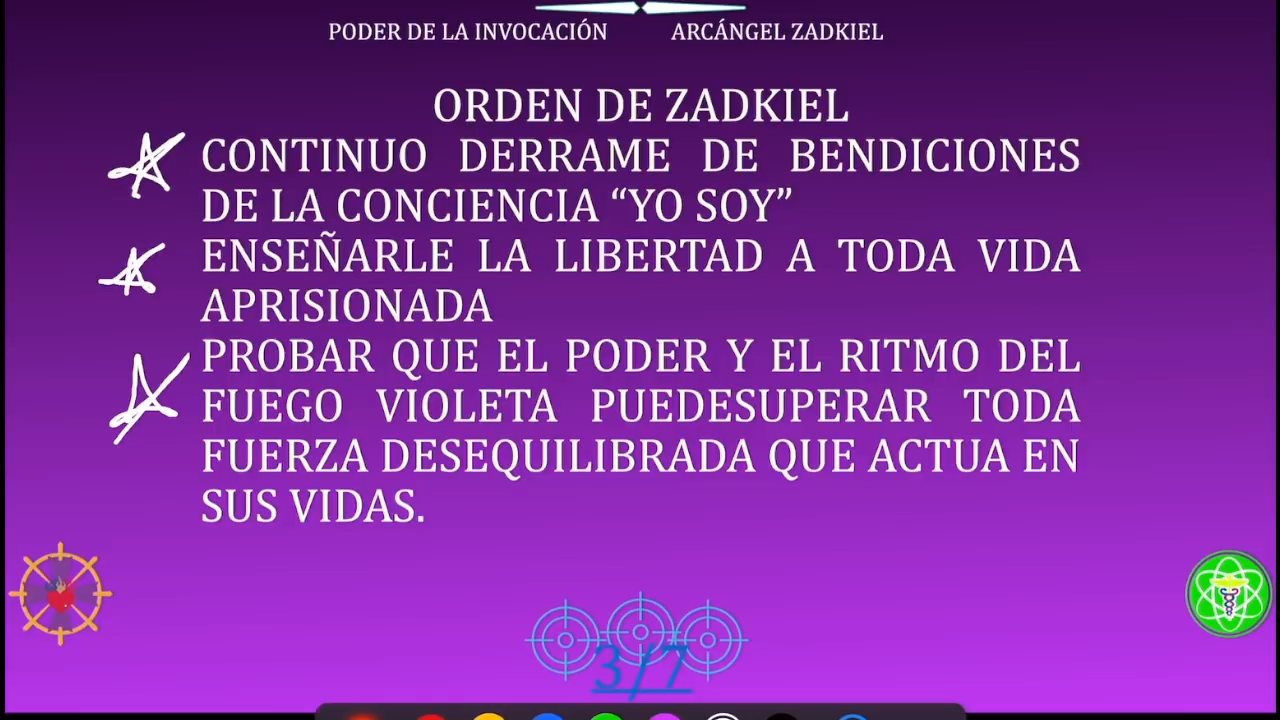 PODER DE LA INVOCACIÓN ARCÁNGEL ZADKIEL
ORDEN DE ZADKIEL
CONTINUO DERRAME DE BENDICIONES
DE LA CONCIENCIA “YO SOY”
ENSEÑARLE LA LIBERTAD A TODA VIDA
APRISIONADA
PROBAR QUE EL PODER Y EL RITMO DEL
FUEGO VIOLETA PUEDESUPERAR TODA
FUERZA DESEQUILIBRADA QUE ACTUA EN
SUS VIDAS.
3/7